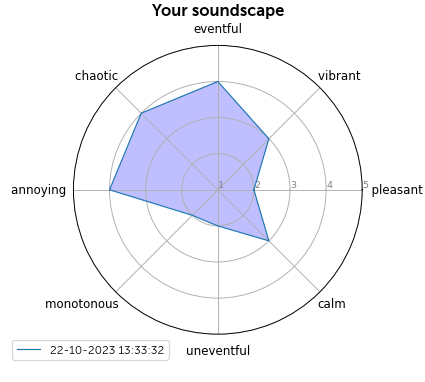 Your soundscape
eventful
chaotic
vibrant
annoying
1
2
3
4
5
pleasant
monotonous
calm
22-10-2023 13:33:32
uneventful